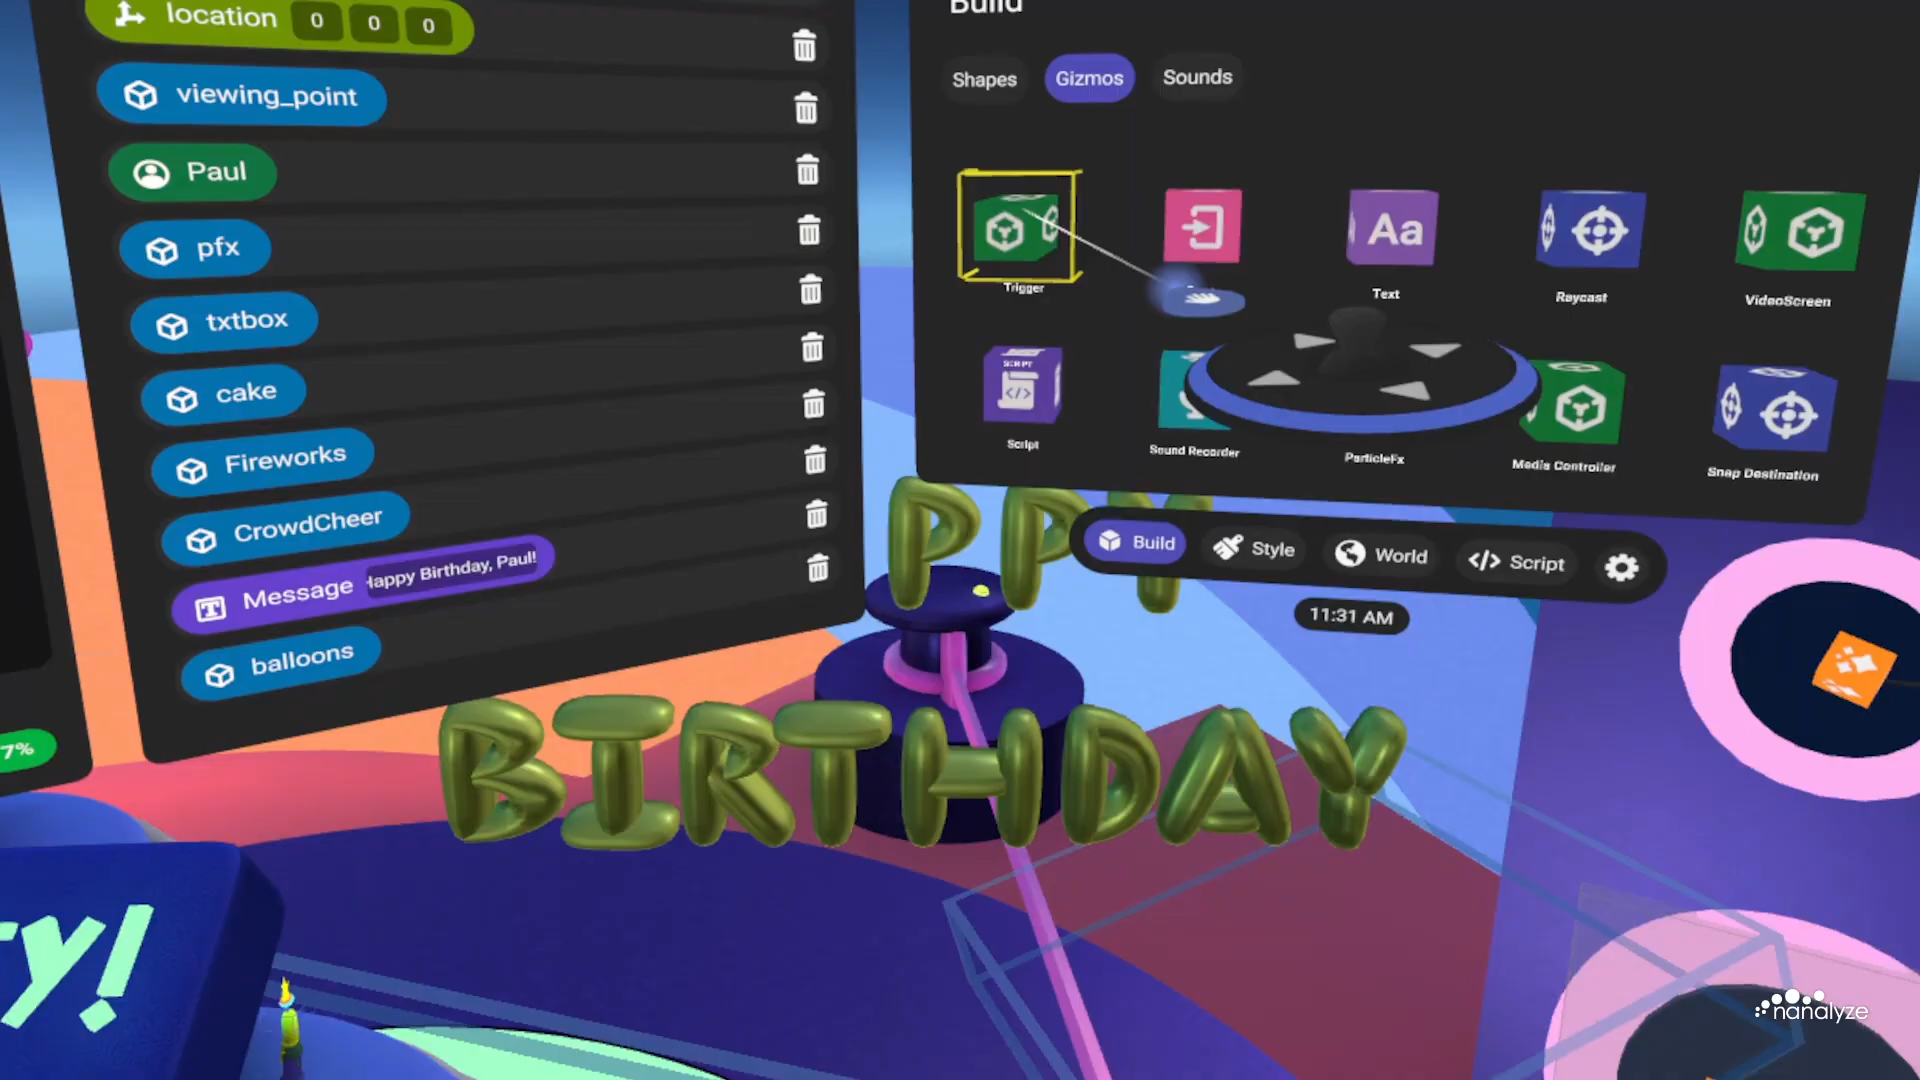 location 0 0 0
viewing_point
Paul
pfx
txtbox
cake
Fireworks
CrowdCheer
Message Happy Birthday, Paul!
balloons
7%
Build
Shapes Gizmos Sounds
Trigger
Text
Raycast
VideoScreen
Aa
SCRIPT
Script
Sound Recorder
ParticleFx
Media Controller
Snap Destination
Build Style World Script
11:31 AM
PPY
BIRTHDAY
y!
nanalyze